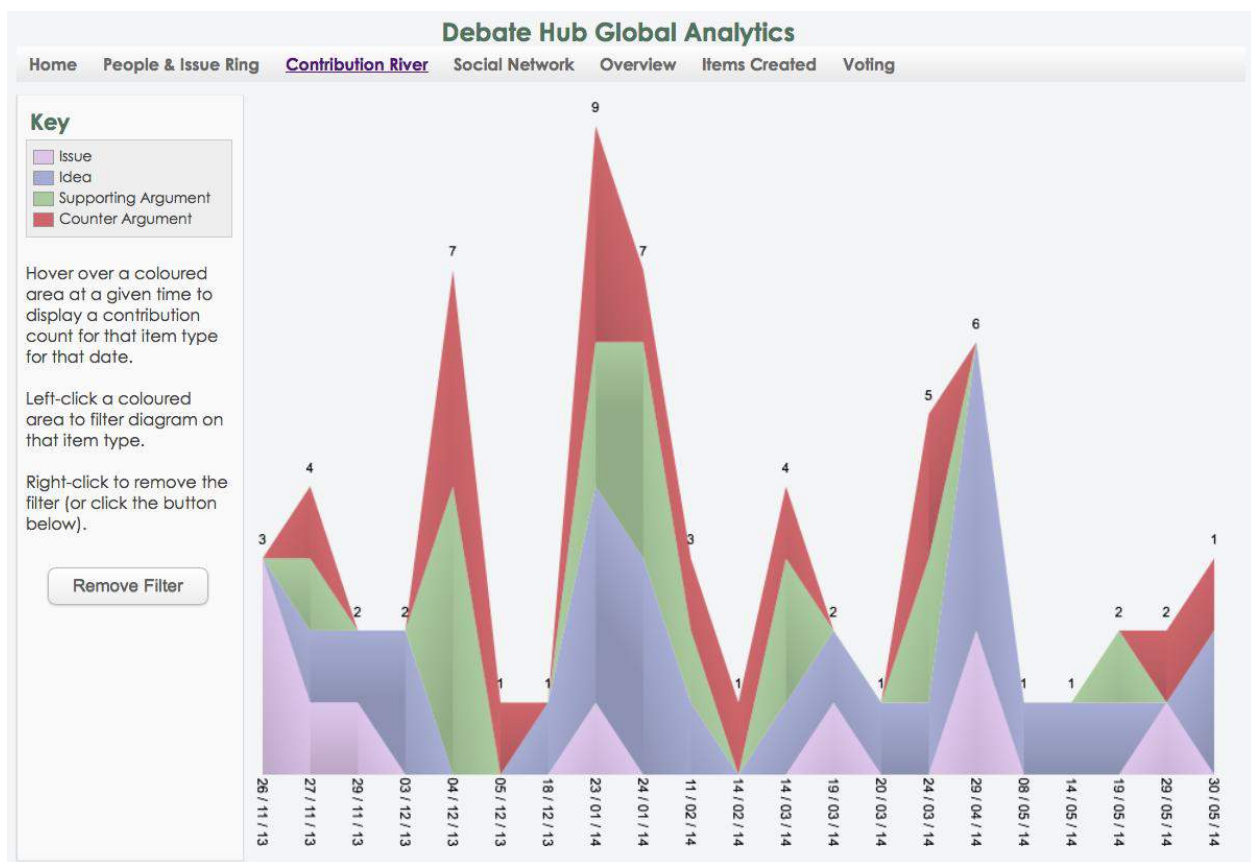 Debate Hub Global Analytics
Home People & Issue Ring Contribution River Social Network Overview Items Created Voting
Key
Issue
Idea
Supporting Argument
Counter Argument
Hover over a coloured
area at a given time to
display a contribution
count for that item type
for that date.
Left-click a coloured
area to filter diagram on
that item type.
Right-click to remove the
filter (or click the button
below).
Remove Filter
3
4
2
2
7
1
1
9
7
3
1
4
2
1
5
6
1
1
2
2
1
26 / 11 / 13
27 / 11 / 13
29 / 11 / 13
03 / 12 / 13
04 / 12 / 13
05 / 12 / 13
18 / 12 / 13
23 / 01 / 14
24 / 01 / 14
11 / 02 / 14
14 / 02 / 14
14 / 03 / 14
19 / 03 / 14
20 / 03 / 14
24 / 03 / 14
29 / 04 / 14
08 / 05 / 14
14 / 05 / 14
19 / 05 / 14
29 / 05 / 14
30 / 05 / 14